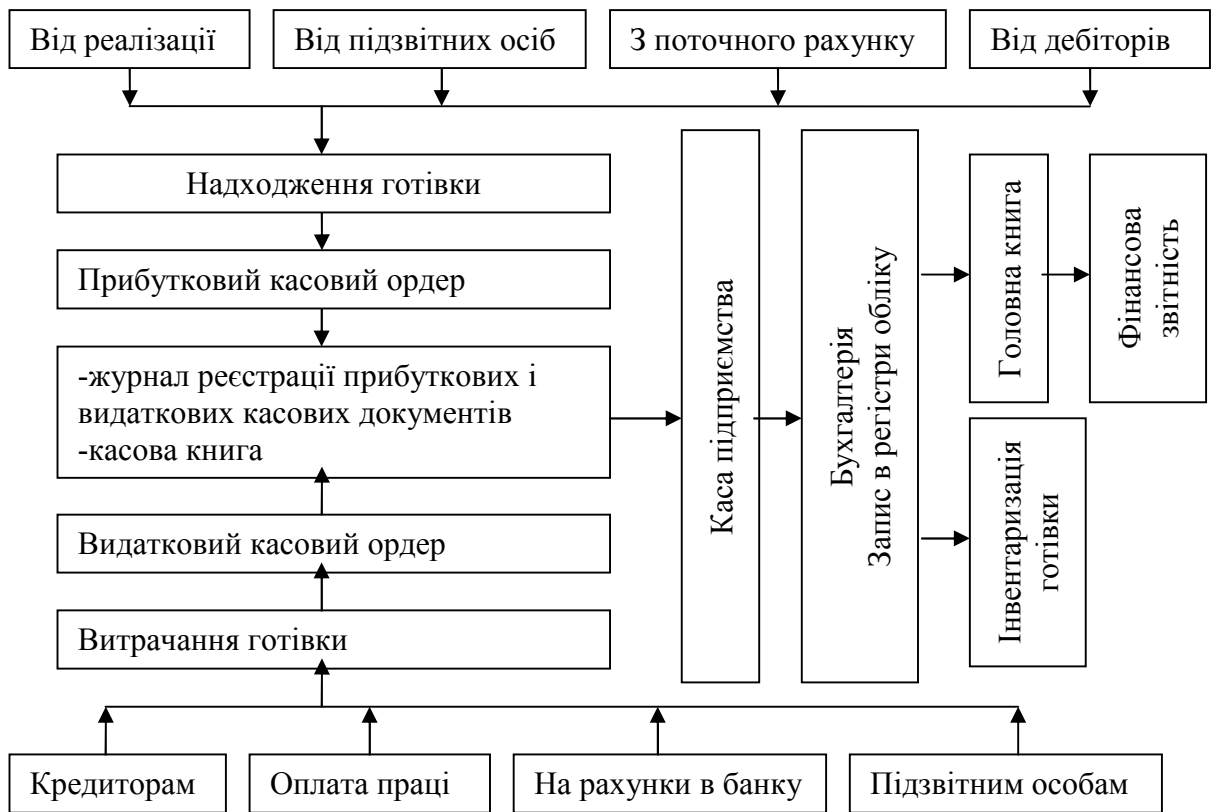 Від реалізації
Від підзвітних осіб
З поточного рахунку
Від дебіторів
Надходження готівки
Прибутковий касовий ордер
-журнал реєстрації прибуткових і
видаткових касових документів
-касова книга
Видатковий касовий ордер
Витрачання готівки
Каса підприємства
Бухгалтерія
Запис в регістри обліку
Головна книга
Фінансова
звітність
Інвентаризація
готівки
Кредиторам
Оплата праці
На рахунки в банку
Підзвітним особам